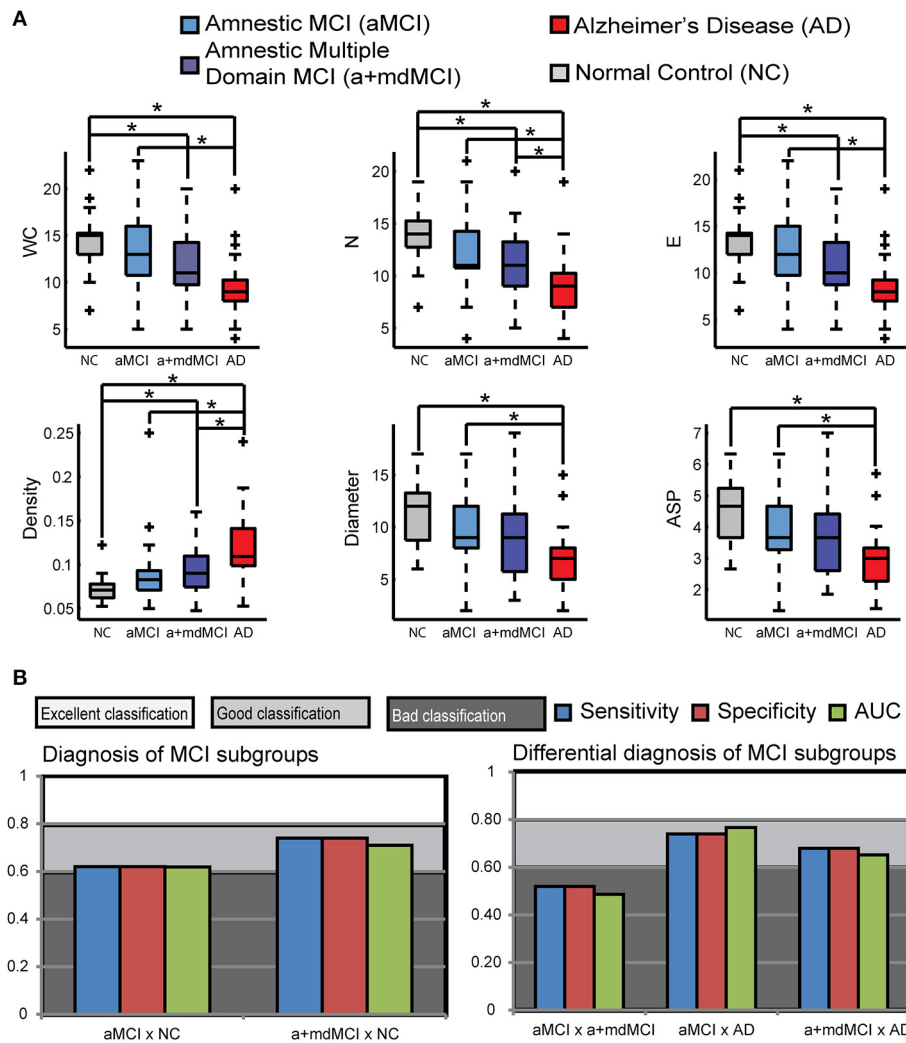 A
Amnestic MCI (aMCI)
Amnestic Multiple
Domain MCI (a+mdMCI)
Alzheimer's Disease (AD)
Normal Control (NC)
* * *
WC
20
15
10
5
NC aMCI a+mdMCI AD
* * * *
N
20
15
10
5
NC aMCI a+mdMCI AD
* * *
E
20
15
10
5
NC aMCI a+mdMCI AD
* * * *
Density
0.25
0.2
0.15
0.1
0.05
NC aMCI a+mdMCI AD
* *
Diameter
15
10
5
NC aMCI a+mdMCI AD
* *
ASP
7
6
5
4
3
2
NC aMCI a+mdMCI AD
B
Excellent classification
Good classification
Bad classification
Sensitivity
Specificity
AUC
Diagnosis of MCI subgroups
1
0.8
0.6
0.4
0.2
0
aMCI x NC a+mdMCI x NC
Differential diagnosis of MCI subgroups
1
0.80
0.60
0.40
0.20
0
aMCI x a+mdMCI aMCI x AD a+mdMCI x AD